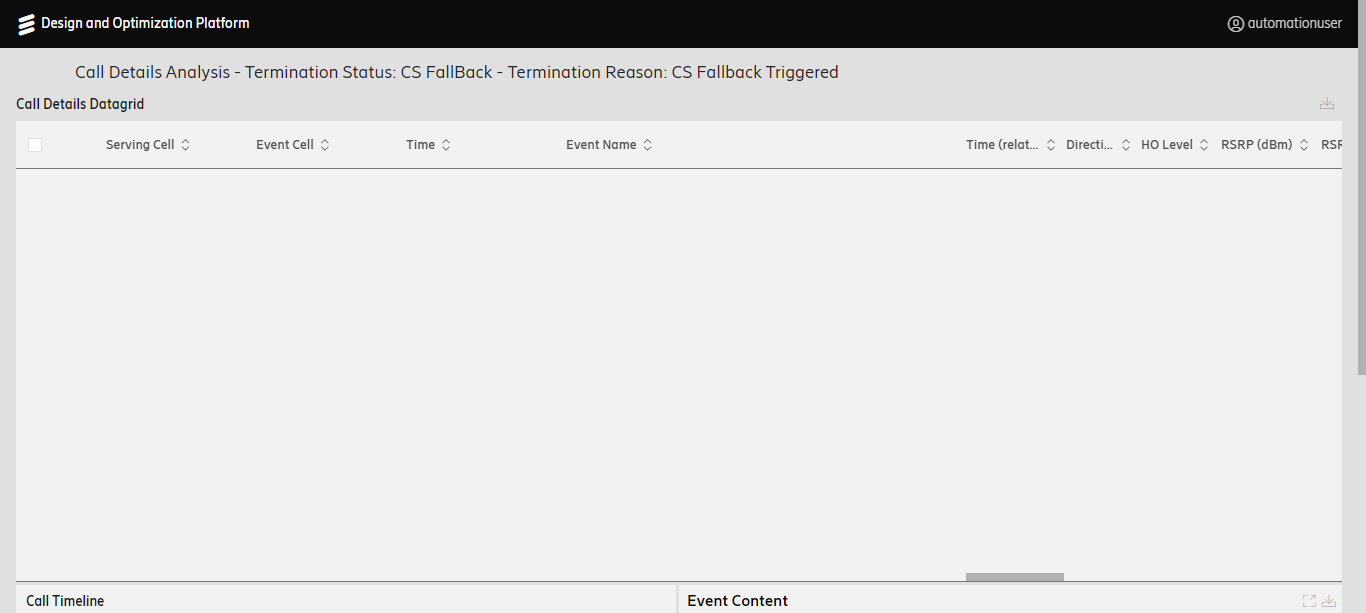 Design and Optimization Platform
automationuser
Call Details Analysis - Termination Status: CS FallBack - Termination Reason: CS Fallback Triggered
Call Details Datagrid
Serving Cell Event Cell Time Event Name Time (relat... Directi... HO Level RSRP (dBm) RSR
Call Timeline
Event Content